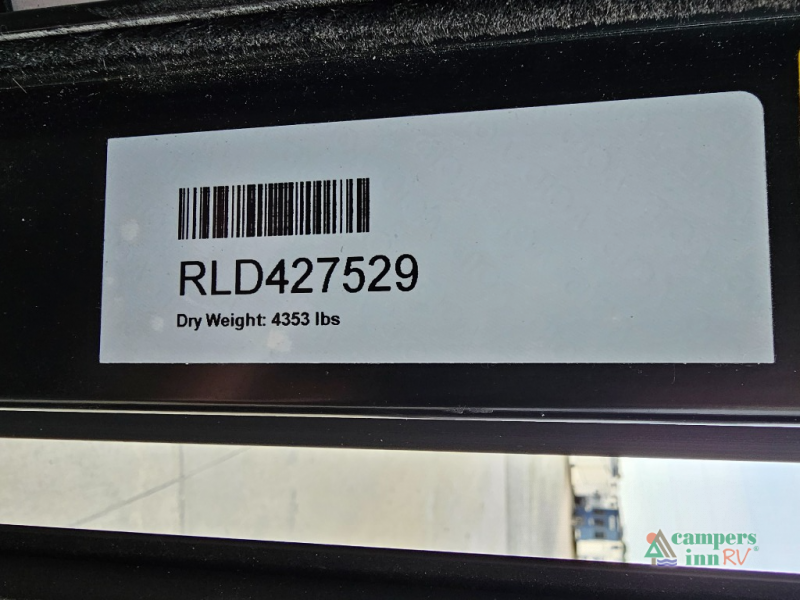 RLD427529
Dry Weight: 4353 lbs
campers
inn RV®